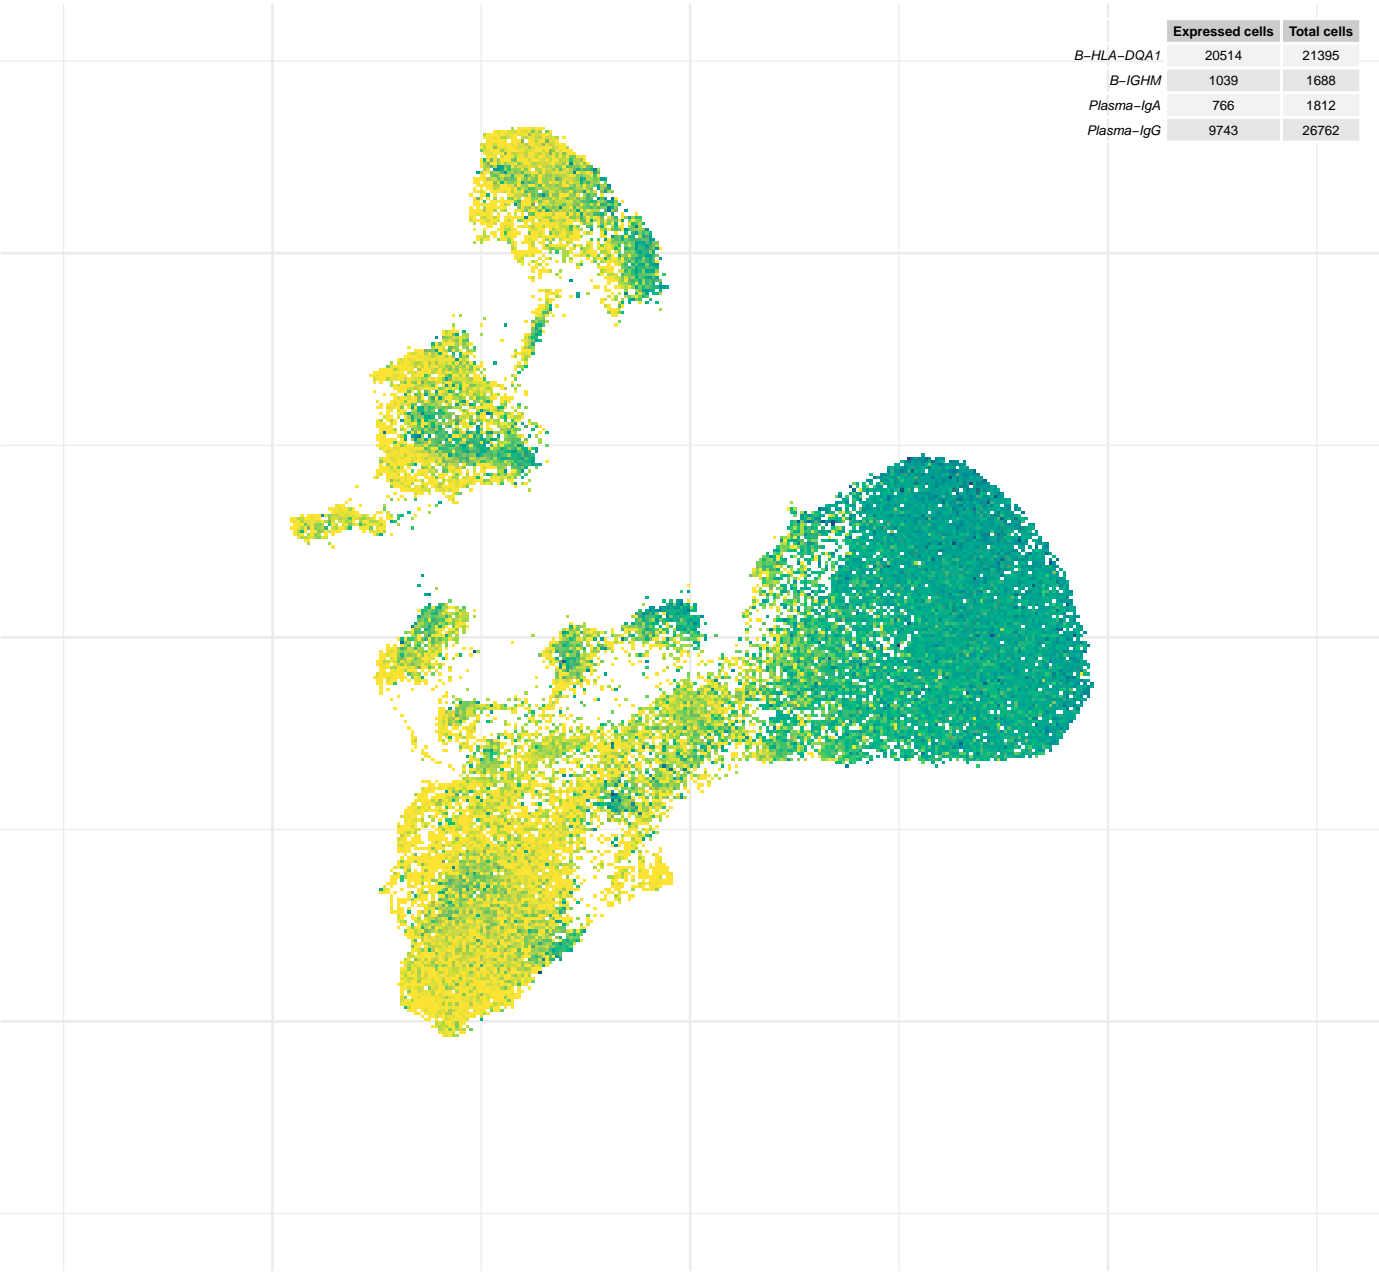 Expressed cells Total cells
B−HLA−DQA1 20514 21395
B−IGHM 1039 1688
Plasma−IgA 766 1812
Plasma−IgG 9743 26762